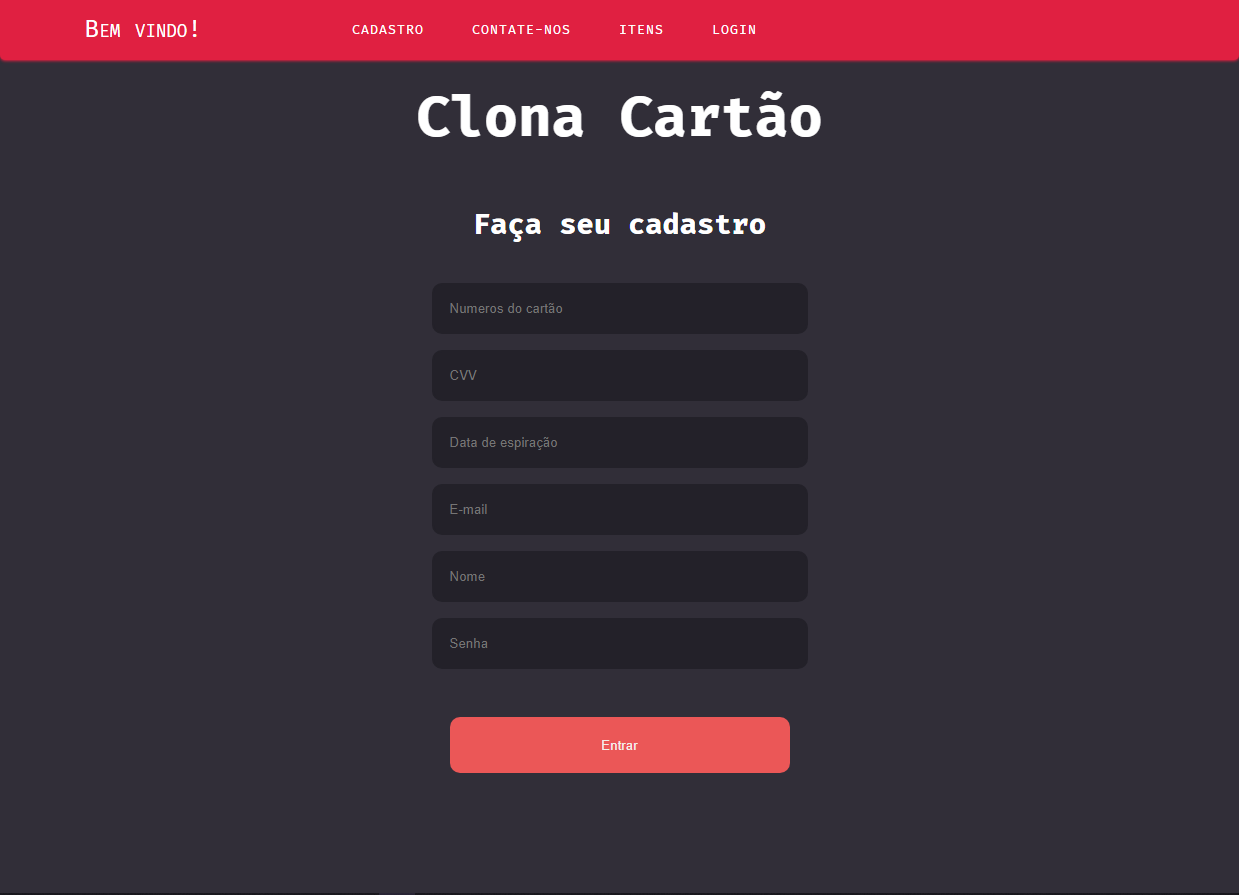 Bem vindo!
CADASTRO CONTATE-NOS ITENS LOGIN
Clona Cartão
Faça seu cadastro
Numeros do cartão
CVV
Data de espiração
E-mail
Nome
Senha
Entrar